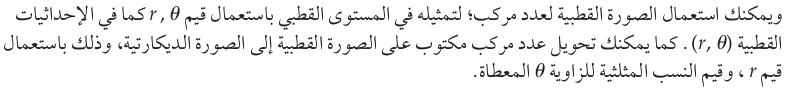 ويمكنك استعمال الصورة القطبية لعدد مركب؛ لتمثيله في المستوى القطبي باستعمال قيم r , θ كما في الإحداثيات
القطبية (r, θ). كما يمكنك تحويل عدد مركب مكتوب على الصورة القطبية إلى الصورة الديكارتية، وذلك باستعمال
قيم r ، وقيم النسب المثلثية للزاوية θ المعطاة.